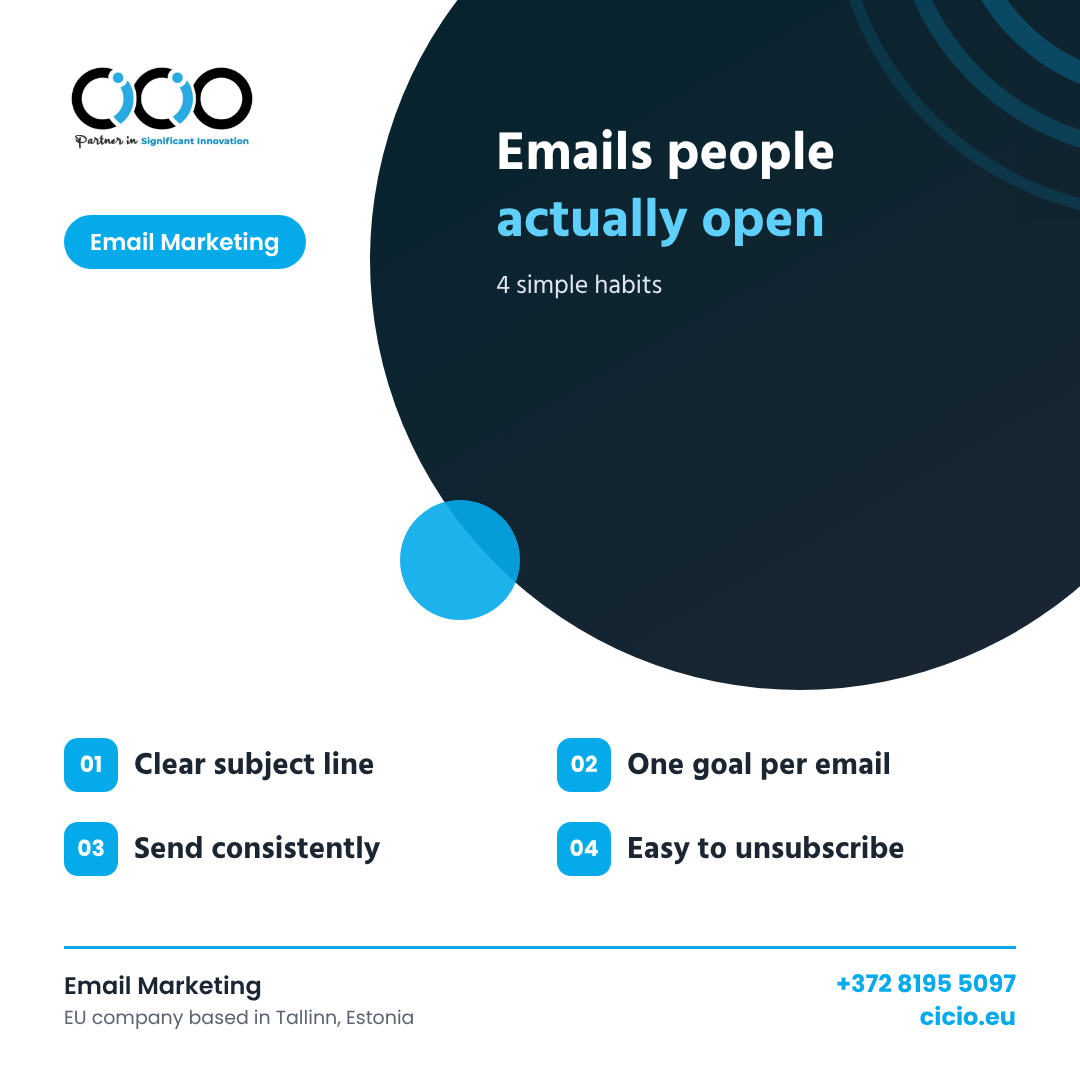 CiCiO
Partner in Significant Innovation
Email Marketing
Emails people
actually open
4 simple habits
01 Clear subject line
02 One goal per email
03 Send consistently
04 Easy to unsubscribe
Email Marketing
EU company based in Tallinn, Estonia
+372 8195 5097
cicio.eu